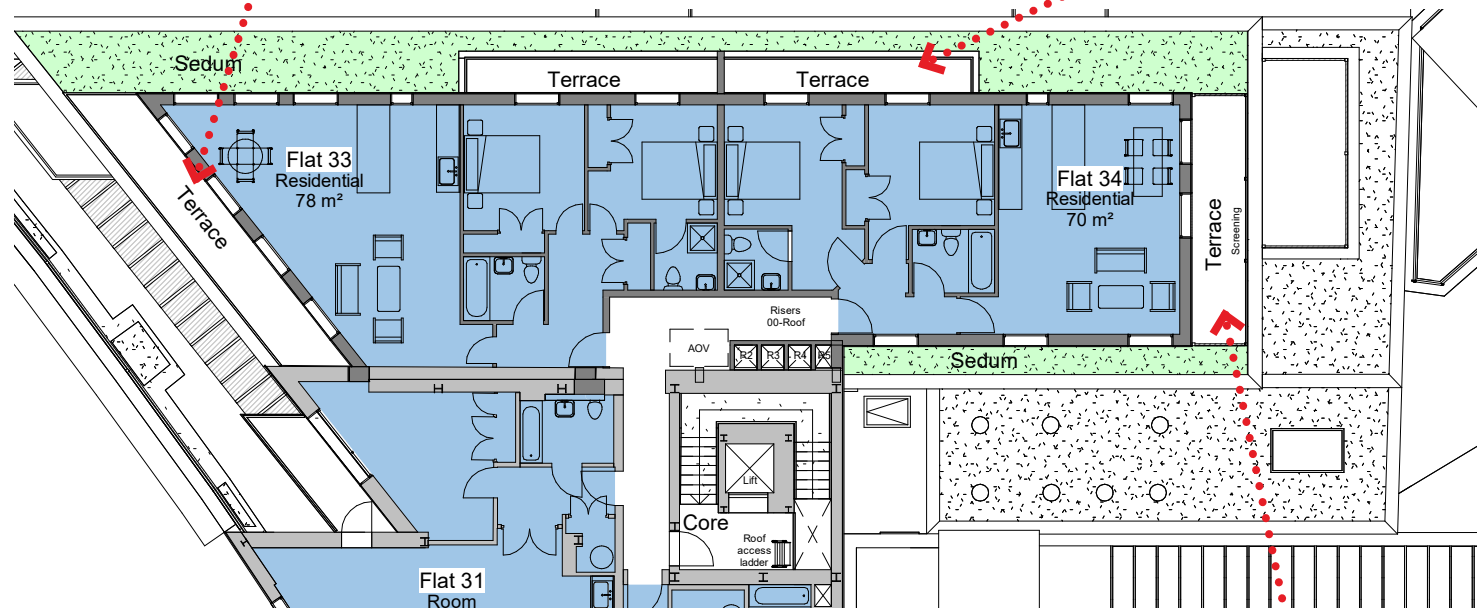 Sedum
Terrace
Terrace
Flat 33
Residential
78 m²
Terrace
Flat 34
Residential
70 m²
Terrace
Screening
Risers
00-Roof
AOV
R2
R3
R4
R5
Sedum
Lift
Core
Roof
access
ladder
Flat 31
Room